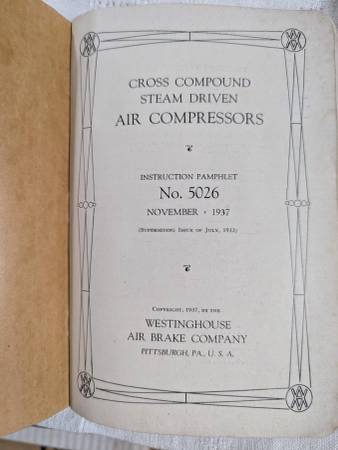 CROSS COMPOUND
STEAM DRIVEN
AIR COMPRESSORS
INSTRUCTION PAMPHLET
No. 5026
NOVEMBER · 1937
(Superseding Issue of July, 1932)
Copyright, 1937, by the
WESTINGHOUSE
AIR BRAKE COMPANY
PITTSBURGH, PA., U. S. A.